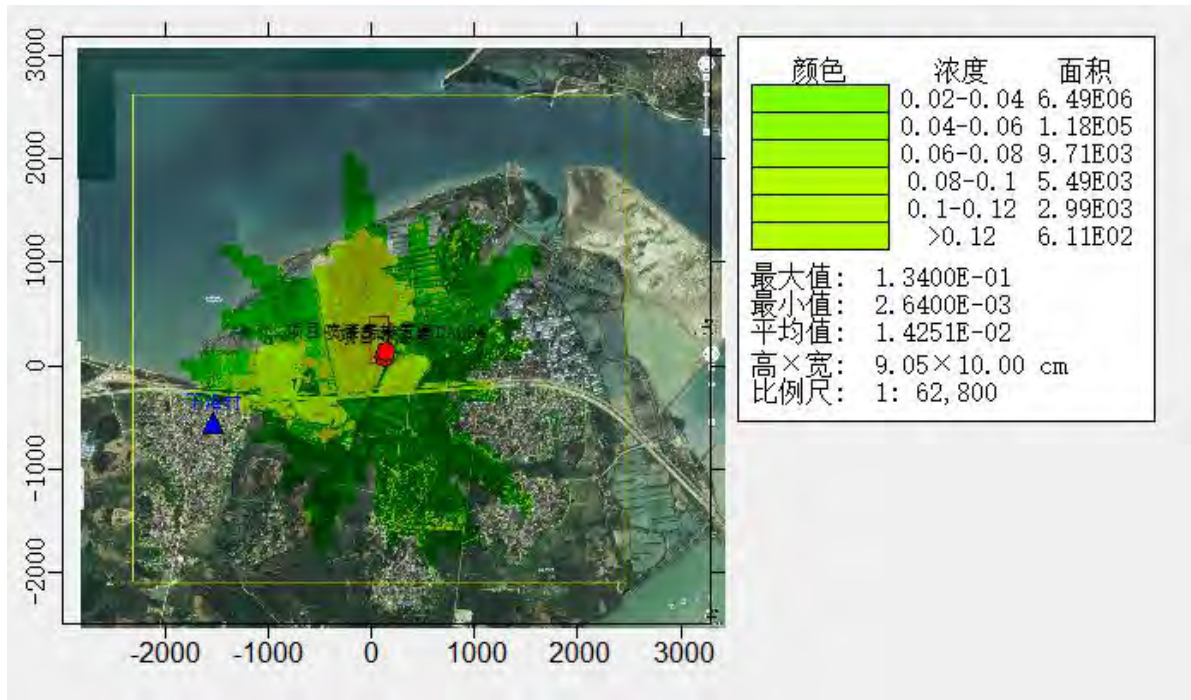 颜色 浓度 面积
0.02-0.04 6.49E06
0.04-0.06 1.18E05
0.06-0.08 9.71E03
0.08-0.1 5.49E03
0.1-0.12 2.99E03
>0.12 6.11E02
最大值: 1.3400E-01
最小值: 2.6400E-03
平均值: 1.4251E-02
高×宽: 9.05×10.00 cm
比例尺: 1: 62,800
3000
2000
1000
0
-1000
-2000
-2000 -1000 0 1000 2000 3000